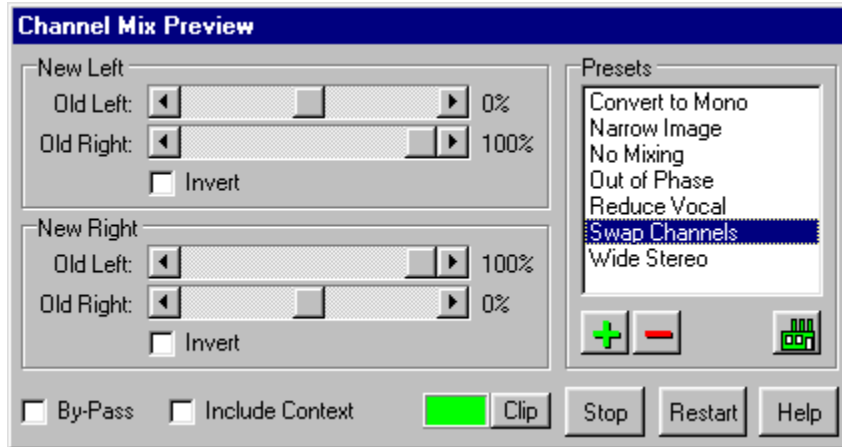 Channel Mix Preview
New Left
Old Left: 0%
Old Right: 100%
Invert
New Right
Old Left: 100%
Old Right: 0%
Invert
Presets
Convert to Mono
Narrow Image
No Mixing
Out of Phase
Reduce Vocal
Swap Channels
Wide Stereo
By-Pass Include Context Clip Stop Restart Help